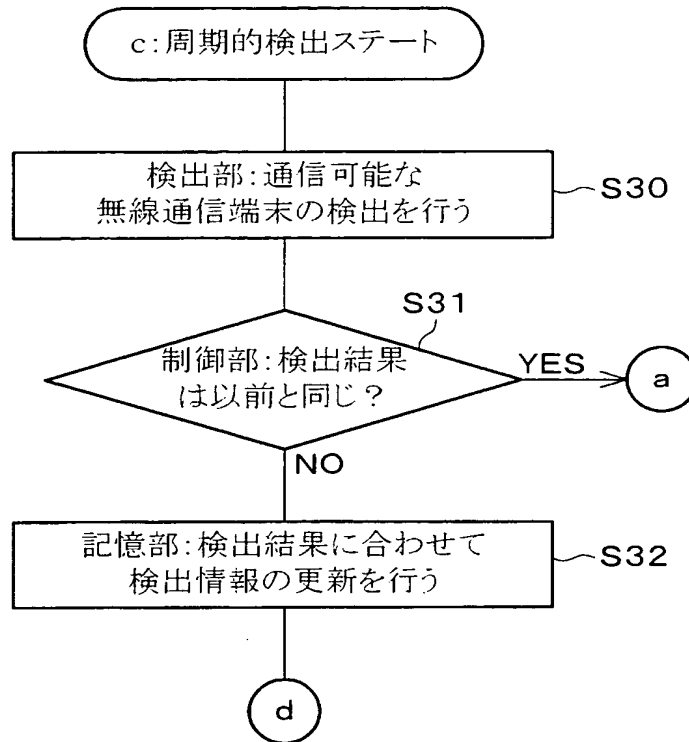 c:周期的検出ステート
検出部:通信可能な
無線通信端末の検出を行う
S30
S31
制御部:検出結果
は以前と同じ?
YES
a
NO
記憶部:検出結果に合わせて
検出情報の更新を行う
S32
d